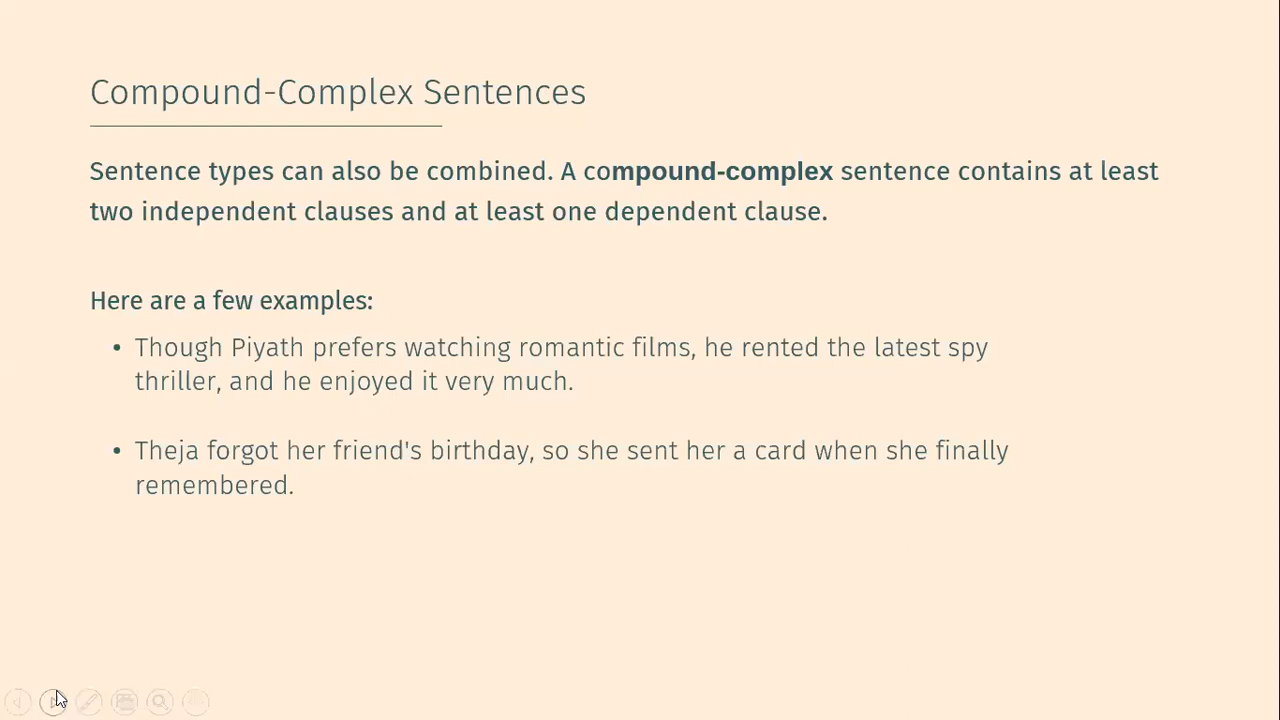 Compound-Complex Sentences
Sentence types can also be combined. A compound-complex sentence contains at least
two independent clauses and at least one dependent clause.
Here are a few examples:
• Though Piyath prefers watching romantic films, he rented the latest spy
thriller, and he enjoyed it very much.
• Theja forgot her friend's birthday, so she sent her a card when she finally
remembered.